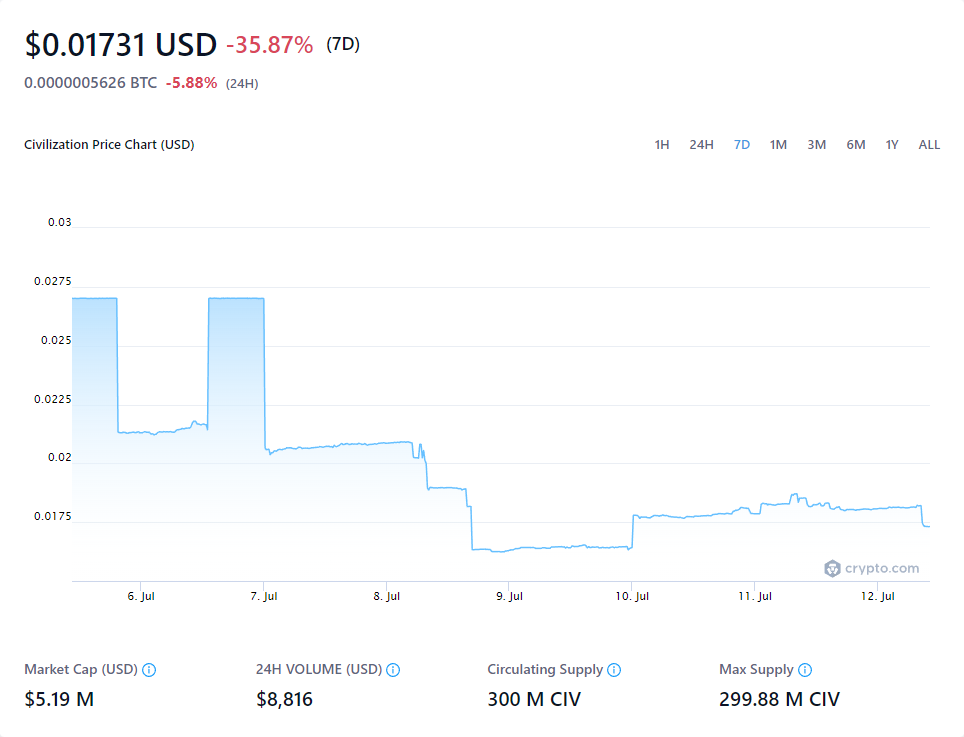 $0.01731 USD -35.87% (7D)
0.0000005626 BTC -5.88% (24H)
Civilization Price Chart (USD) 1H 24H 7D 1M 3M 6M 1Y ALL
0.03
0.0275
0.025
0.0225
0.02
0.0175
crypto.com
6. Jul 7. Jul 8. Jul 9. Jul 10. Jul 11. Jul 12. Jul
Market Cap (USD) 24H VOLUME (USD) Circulating Supply Max Supply
$5.19 M $8,816 300 M CIV 299.88 M CIV